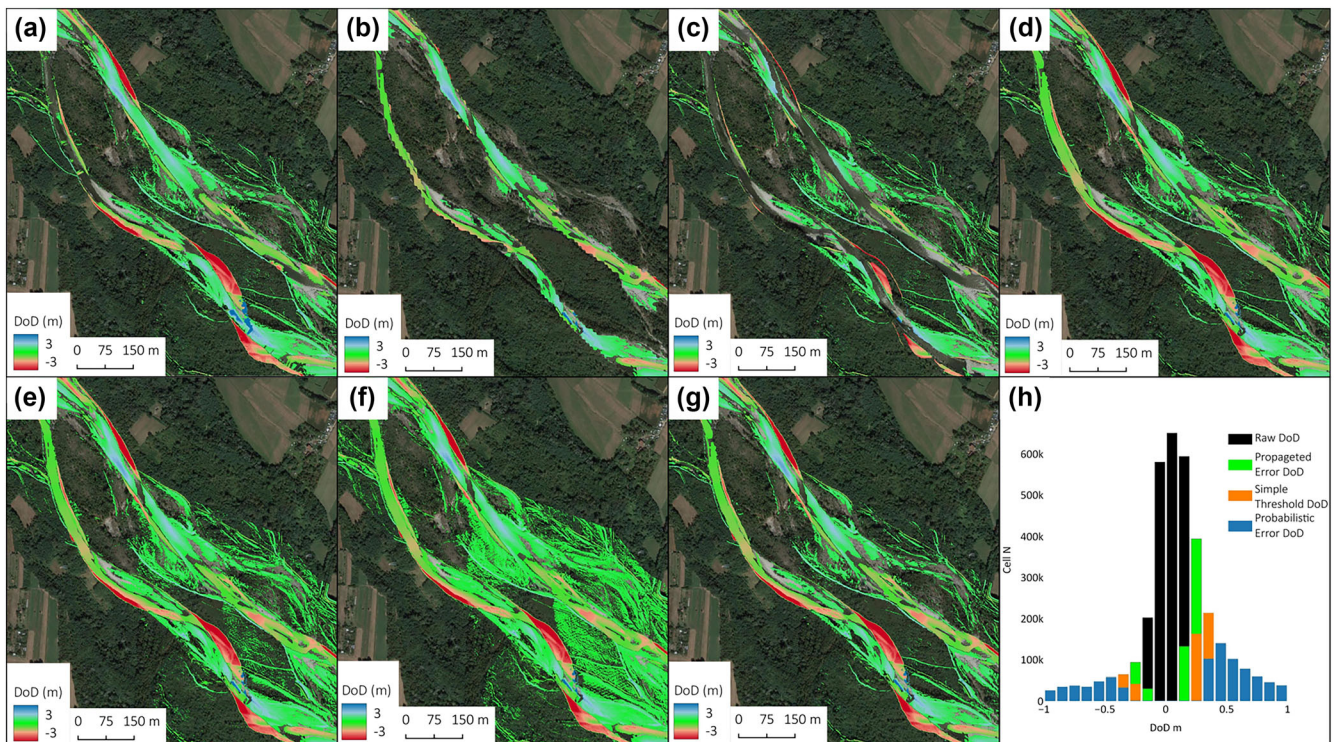 (a)
DoD (m)
3
-3
0 75 150 m
(b)
DoD (m)
3
-3
0 75 150 m
(c)
DoD (m)
3
-3
0 75 150 m
(d)
DoD (m)
3
-3
0 75 150 m
(e)
DoD (m)
3
-3
0 75 150 m
(f)
DoD (m)
3
-3
0 75 150 m
(g)
DoD (m)
3
-3
0 75 150 m
(h)
Raw DoD
Propageted
Error DoD
Simple
Threshold DoD
Probabilistic
Error DoD
Cell N
600k
500k
400k
300k
200k
100k
0
−1
−0.5
0
0.5
1
DoD m